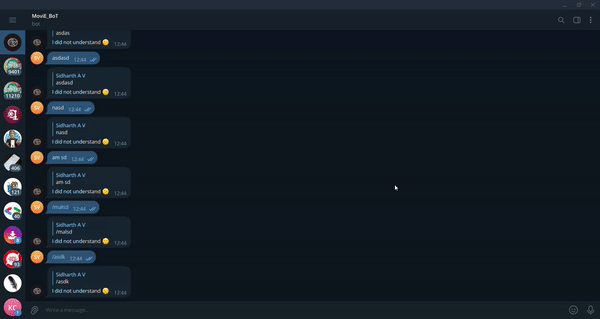 MoviE_BoT
bot
asdas
I did not understand 😞 12:44
SV asdasd 12:44
Sidharth A V
asdasd
I did not understand 😞 12:44
SV nasd 12:44
Sidharth A V
nasd
I did not understand 😞 12:44
SV am sd 12:44
Sidharth A V
am sd
I did not understand 😞 12:44
SV /malsd 12:44
Sidharth A V
/malsd
I did not understand 😞 12:44
SV /asdk 12:44
Sidharth A V
/asdk
I did not understand 😞 12:44
Write a message...
9401
11210
406
121
40
8
93
KC